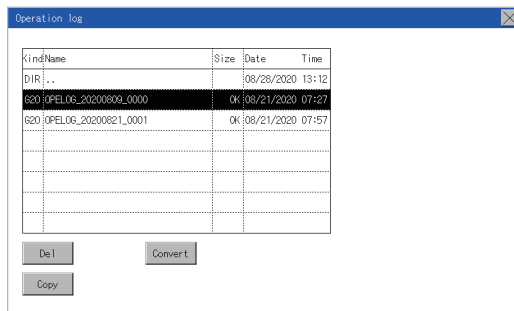 Operation log
Kind Name Size Date Time
DIR .. 08/28/2020 13:12
G2O OPELOG_20200809_0000 0K 08/21/2020 07:27
G2O OPELOG_20200821_0001 0K 08/21/2020 07:57
Del Convert
Copy